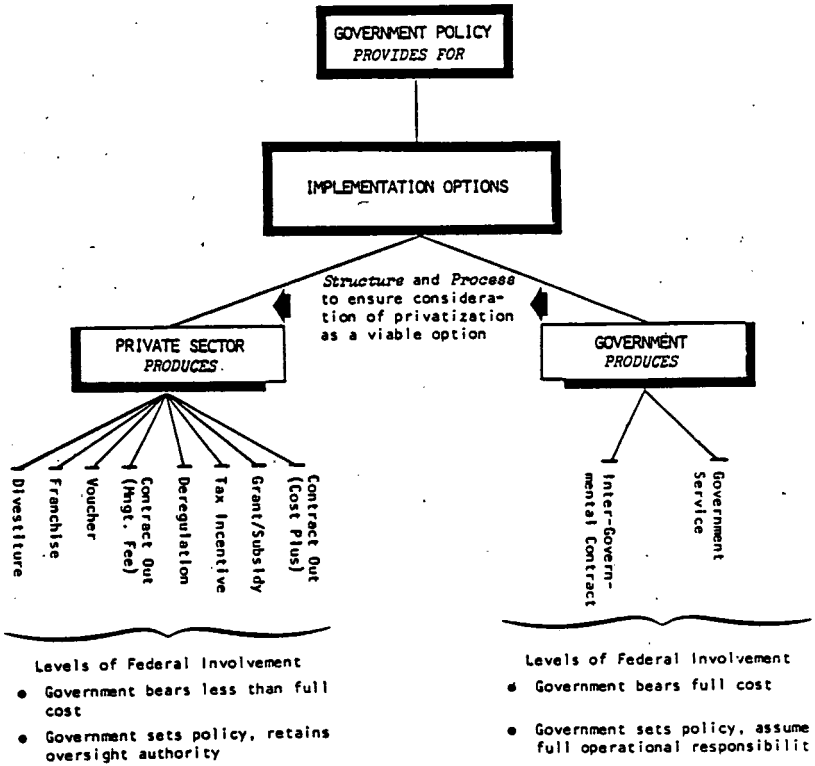 GOVERNMENT POLICY
PROVIDES FOR
IMPLEMENTATION OPTIONS
Structure and Process
to ensure considera-
tion of privatization
as a viable option
PRIVATE SECTOR
PRODUCES.
GOVERNMENT
PRODUCES
Divestiture
Franchise
Voucher
Contract Out
(Mngt. Fee)
Deregulation
Tax Incentive
Grant/Subsidy
Contract Out
(Cost Plus)
Inter-Govern-
mental Contract
Government
Service
Levels of Federal Involvement
● Government bears less than full
cost
● Government sets policy, retains
oversight authority
Levels of Federal Involvement
● Government bears full cost
● Government sets policy, assume
full operational responsibilit